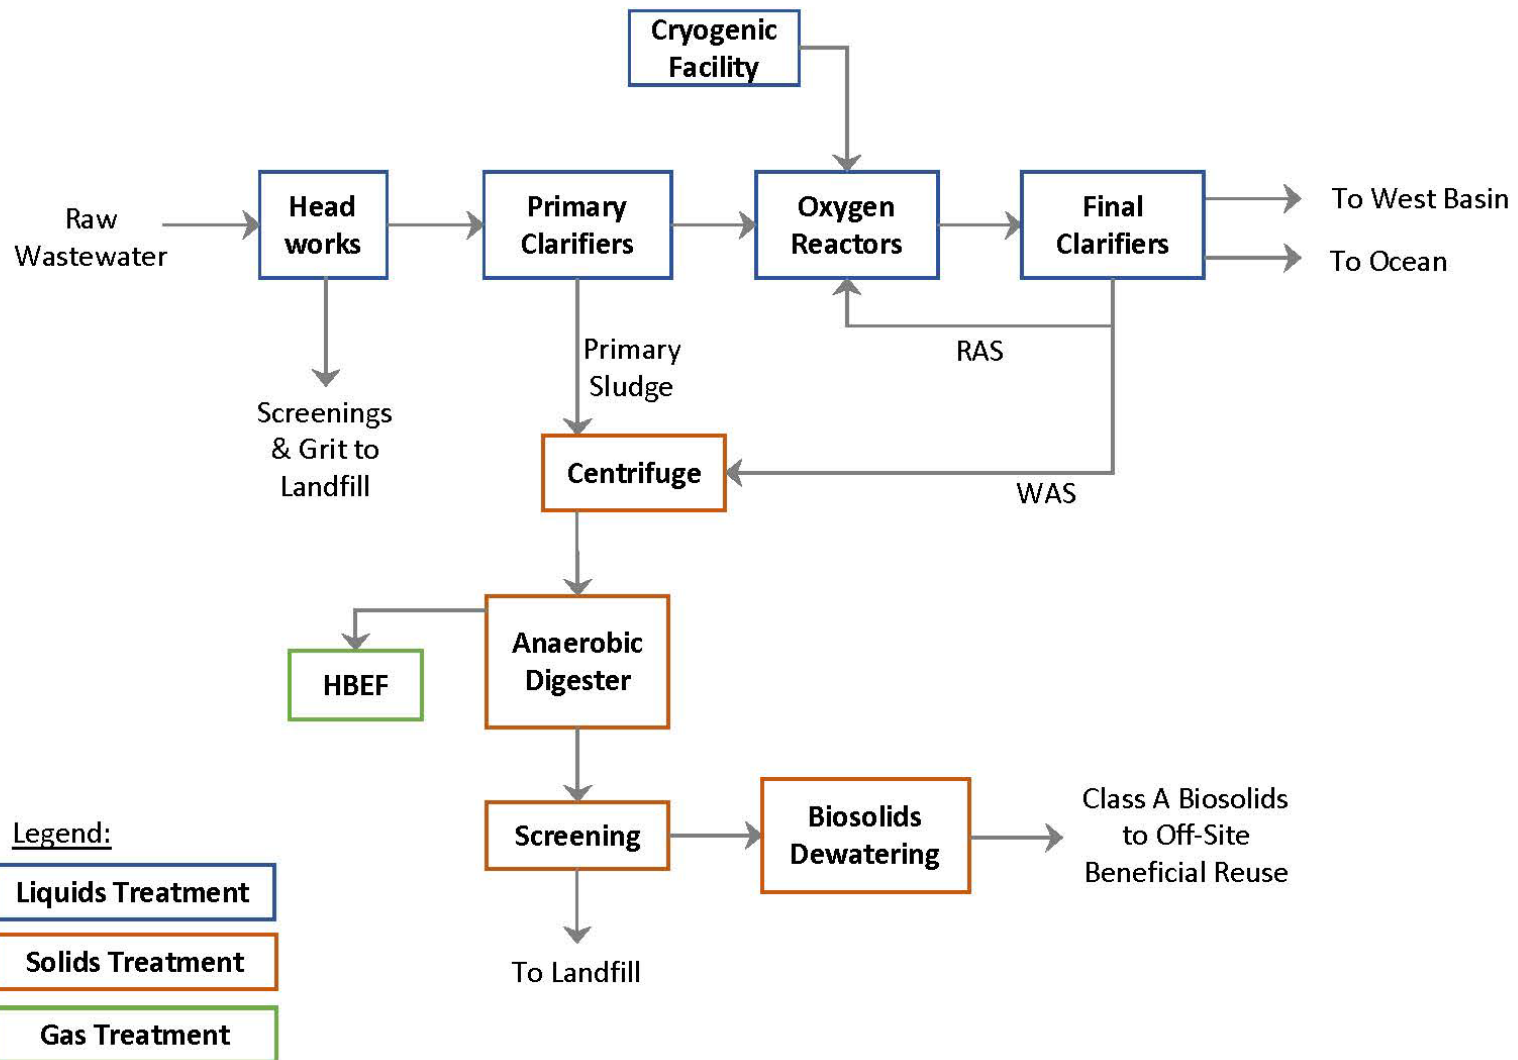 Cryogenic
Facility
Raw
Wastewater
Head
works
Primary
Clarifiers
Oxygen
Reactors
Final
Clarifiers
To West Basin
To Ocean
Primary
Sludge
RAS
Screenings
& Grit to
Landfill
Centrifuge
WAS
Anaerobic
Digester
HBEF
Screening
Biosolids
Dewatering
Class A Biosolids
to Off-Site
Beneficial Reuse
To Landfill
Legend:
Liquids Treatment
Solids Treatment
Gas Treatment